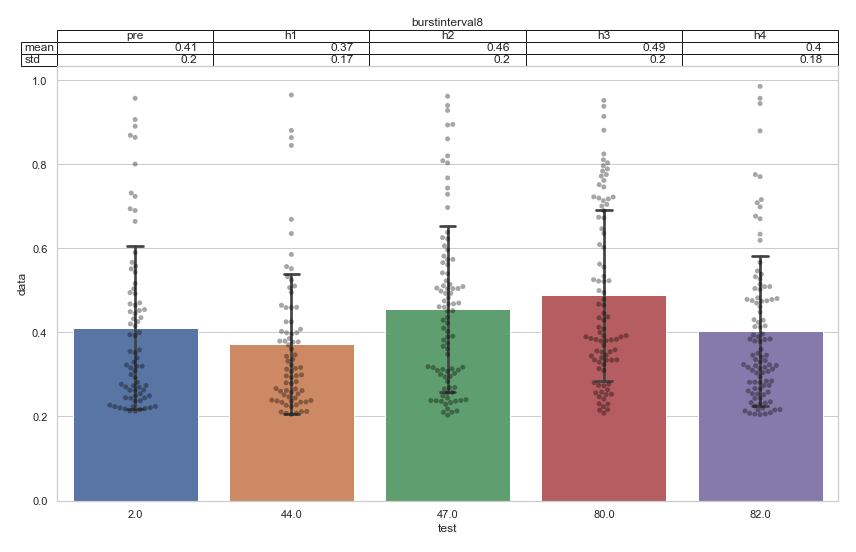 burstinterval8
pre h1 h2 h3 h4
mean 0.41 0.37 0.46 0.49 0.4
std 0.2 0.17 0.2 0.2 0.18
1.0
0.8
0.6
data
0.4
0.2
0.0
2.0 44.0 47.0 80.0 82.0
test